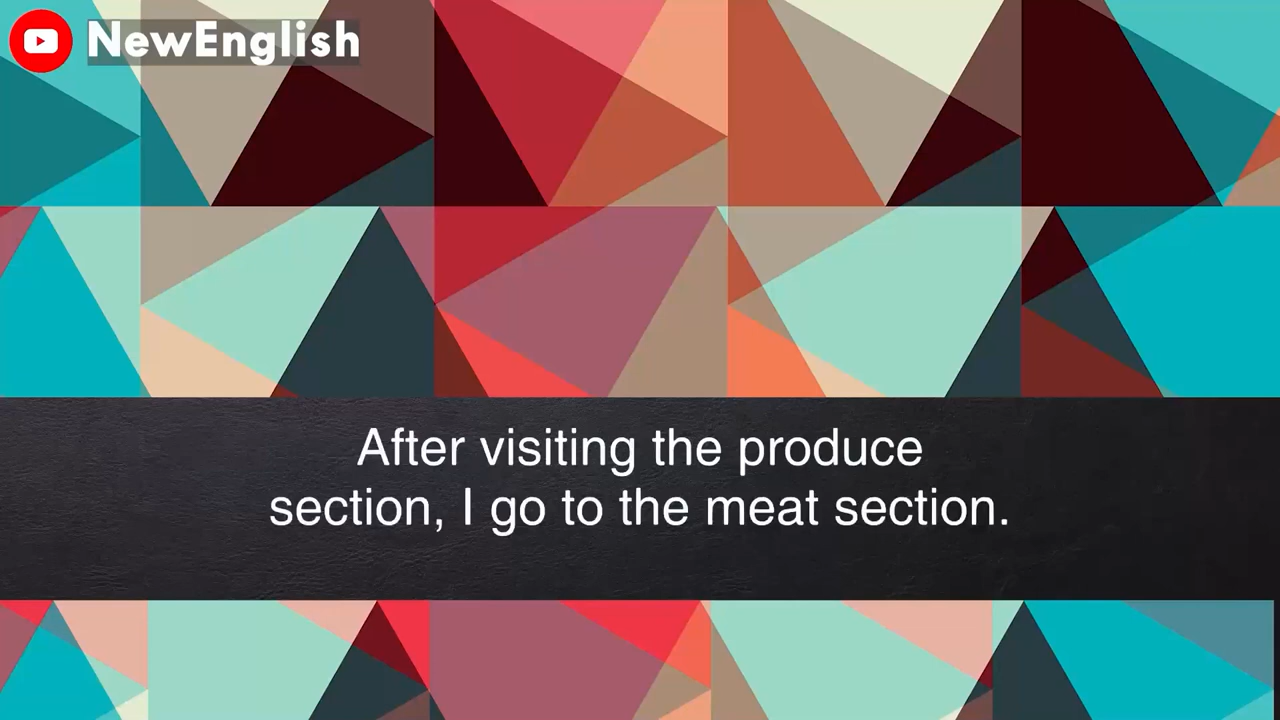 NewEnglish
After visiting the produce
section, I go to the meat section.